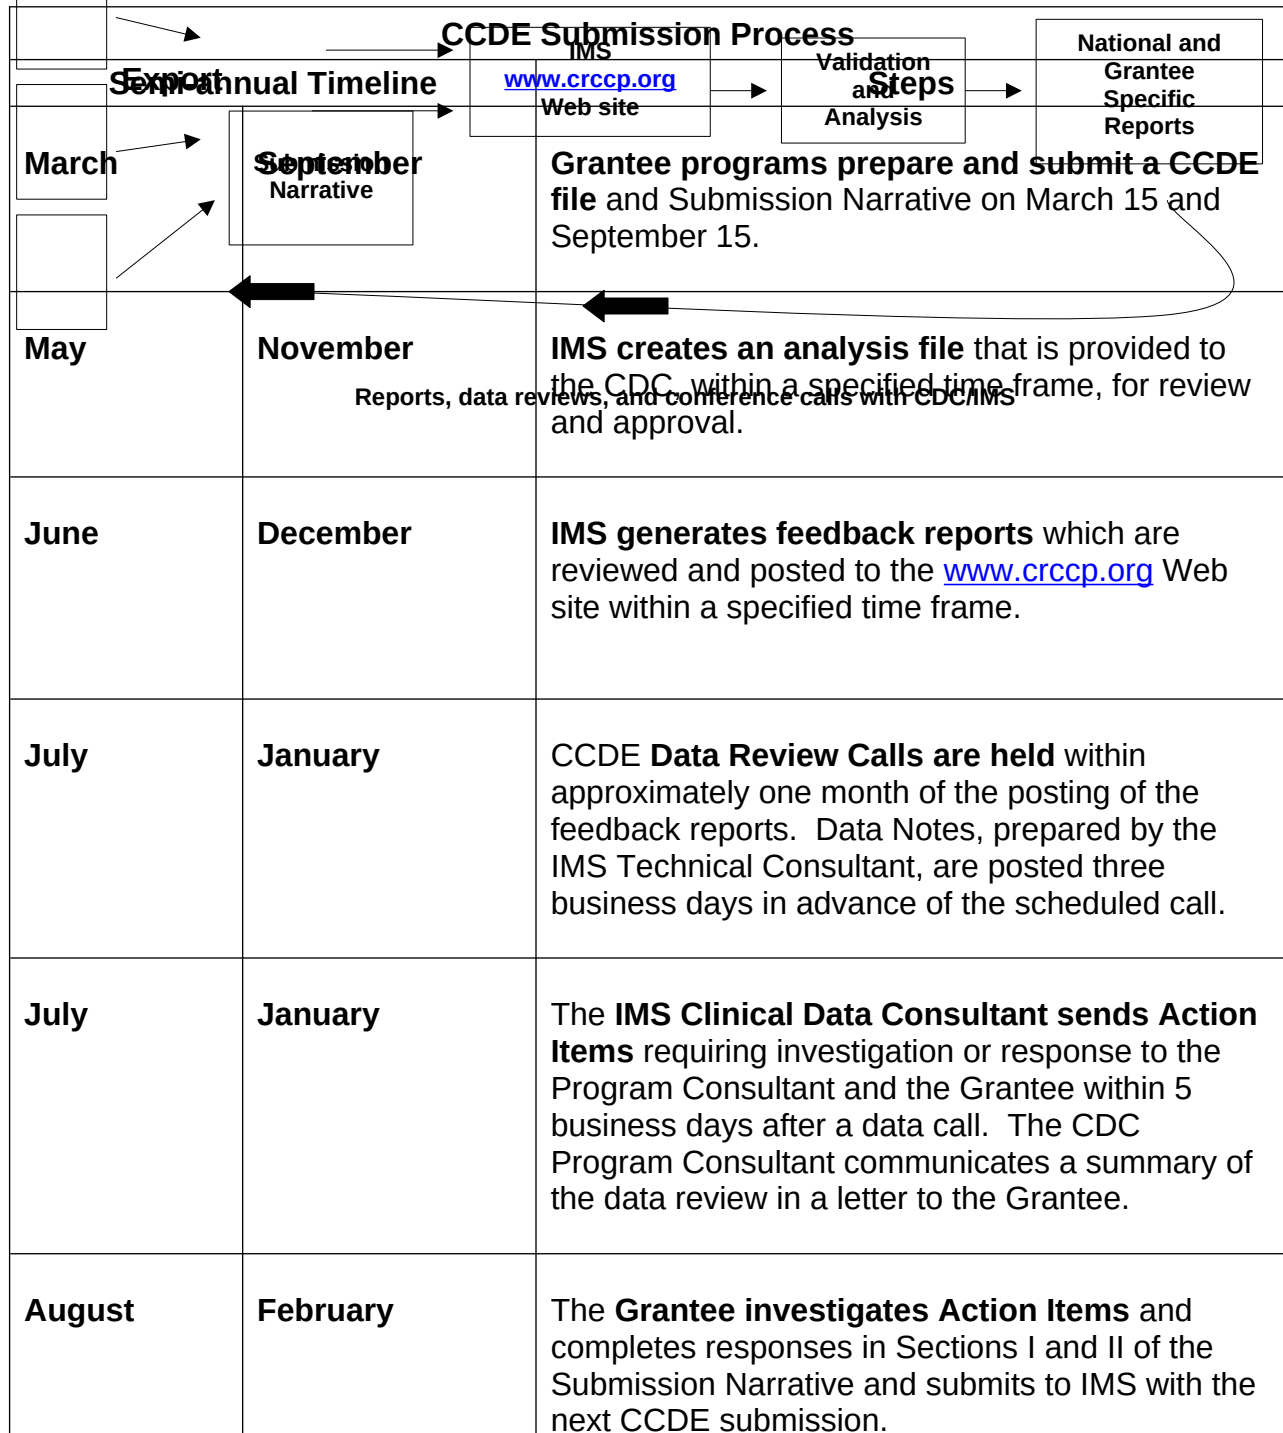 CCDE Submission Process
IMS
www.crccp.org
Web site
Validation
and
Analysis
National and
Grantee
Specific
Reports
Export
Semi-annual Timeline
Steps
Submission
Narrative
March
September
Grantee programs prepare and submit a CCDE
file and Submission Narrative on March 15 and
September 15.
May
November
IMS creates an analysis file that is provided to
the CDC, within a specified time frame, for review
and approval.
Reports, data reviews, and conference calls with CDC/IMS
June
December
IMS generates feedback reports which are
reviewed and posted to the www.crccp.org Web
site within a specified time frame.
July
January
CCDE Data Review Calls are held within
approximately one month of the posting of the
feedback reports.  Data Notes, prepared by the
IMS Technical Consultant, are posted three
business days in advance of the scheduled call.
July
January
The IMS Clinical Data Consultant sends Action
Items requiring investigation or response to the
Program Consultant and the Grantee within 5
business days after a data call.  The CDC
Program Consultant communicates a summary of
the data review in a letter to the Grantee.
August
February
The Grantee investigates Action Items and
completes responses in Sections I and II of the
Submission Narrative and submits to IMS with the
next CCDE submission.